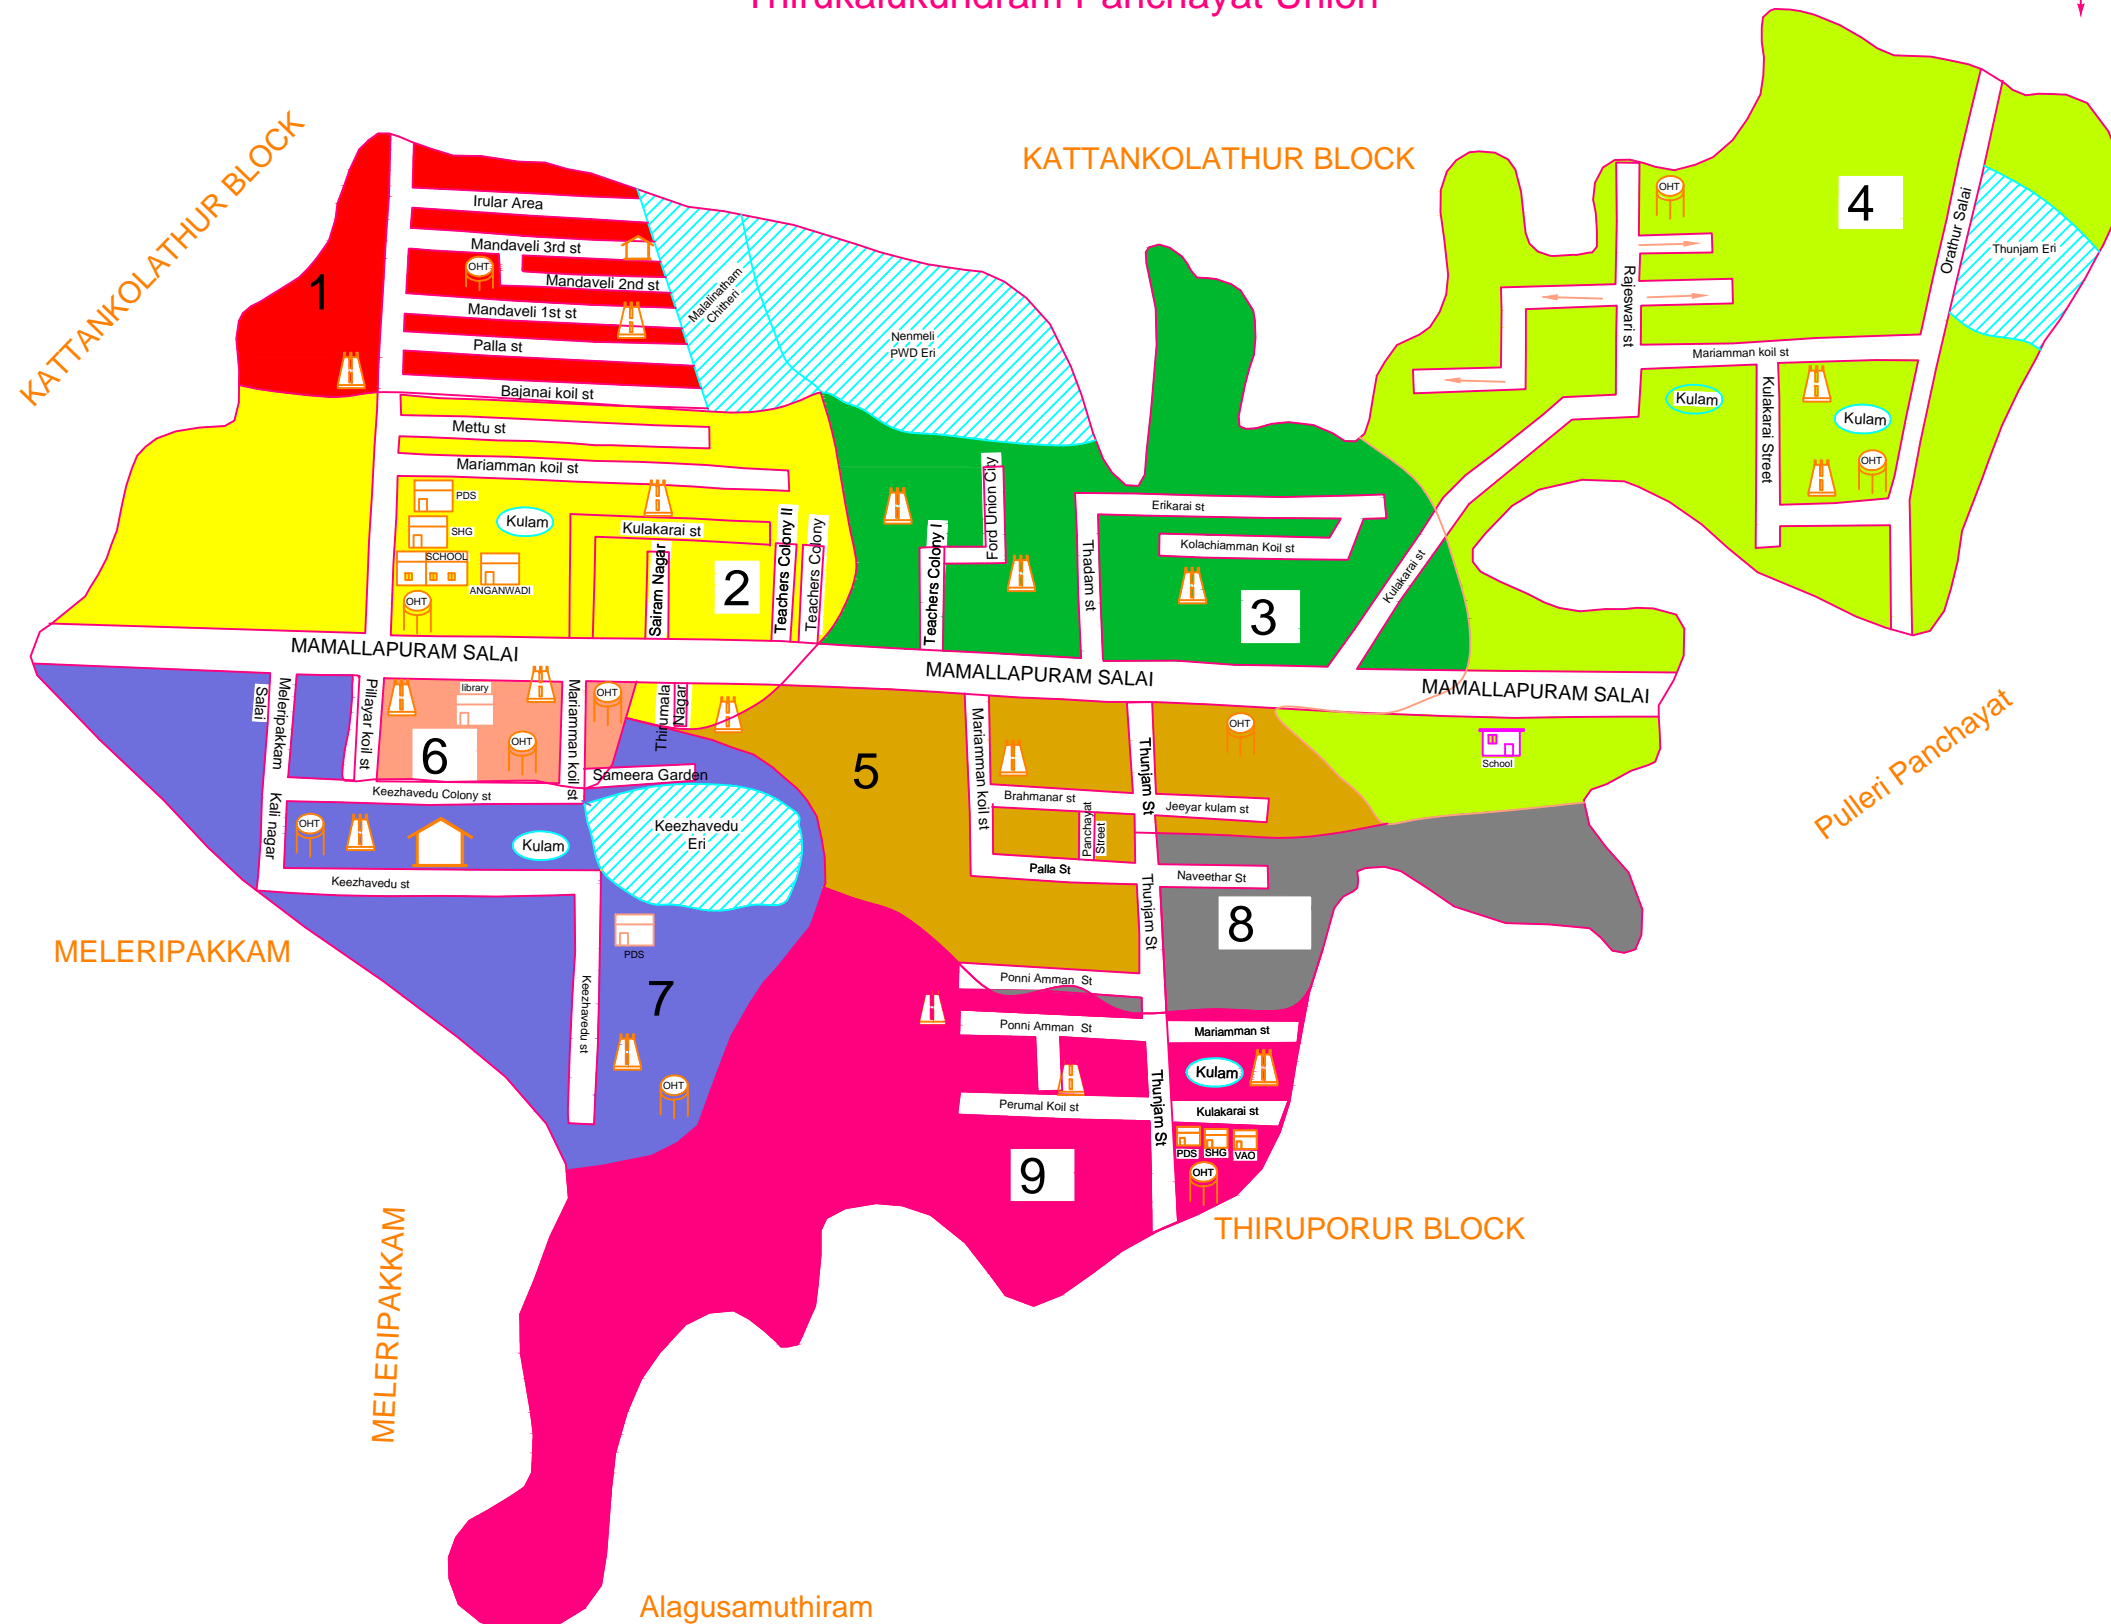 Thirukalukundram Panchayat Union
KATTANKOLATHUR BLOCK
KATTANKOLATHUR BLOCK
1
Irular Area
Mandaveli 3rd st
OHT
Mandaveli 2nd st
Mandaveli 1st st
Palla st
Bajanai koil st
Malalinatham
Chitheri
Nenmeli
PWD Eri
4
OHT
Orathur Salai
Thunjam Eri
Rajeswari st
Mariamman koil st
Kulam
Kulakarai Street
Kulam
OHT
Mettu st
Mariamman koil st
PDS
SHG
SCHOOL
ANGANWADI
OHT
Kulam
Kulakarai st
Sairam Nagar
2
Teachers Colony II
Teachers Colony
Teachers Colony I
Ford Union City
Thadam st
Erikarai st
Kolachiamman Koil st
3
Kulakarai st
MAMALLAPURAM SALAI
MAMALLAPURAM SALAI
MAMALLAPURAM SALAI
Meleripakkam
Salai
Pillayar koil st
library
6
OHT
Mariamman koil st
OHT
Thirumala
Nagar
Sameera Garden
Keezhavedu Colony st
Kali nagar
OHT
Kulam
Keezhavedu
Eri
Keezhavedu st
Keezhavedu st
PDS
7
OHT
5
Mariamman koil st
Brahmanar st
Panchayat
Street
Palla St
Thunjam St
OHT
Jeeyar kulam st
School
Pulleri Panchayat
Naveethar St
Thunjam St
8
Ponni Amman St
Ponni Amman St
Mariamman st
Kulam
Perumal Koil st
Thunjam St
Kulakarai st
PDS
SHG
VAO
OHT
9
MELERIPAKKAM
MELERIPAKKAM
THIRUPORUR BLOCK
Alagusamuthiram